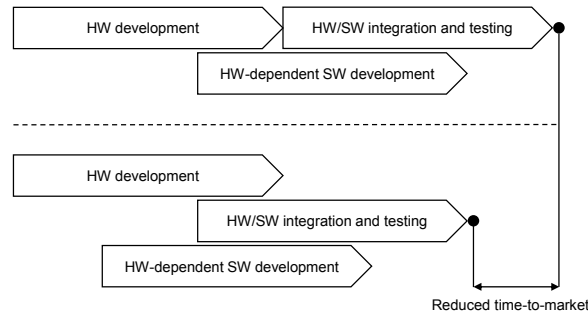 HW development
HW/SW integration and testing
HW-dependent SW development
HW development
HW/SW integration and testing
HW-dependent SW development
Reduced time-to-market